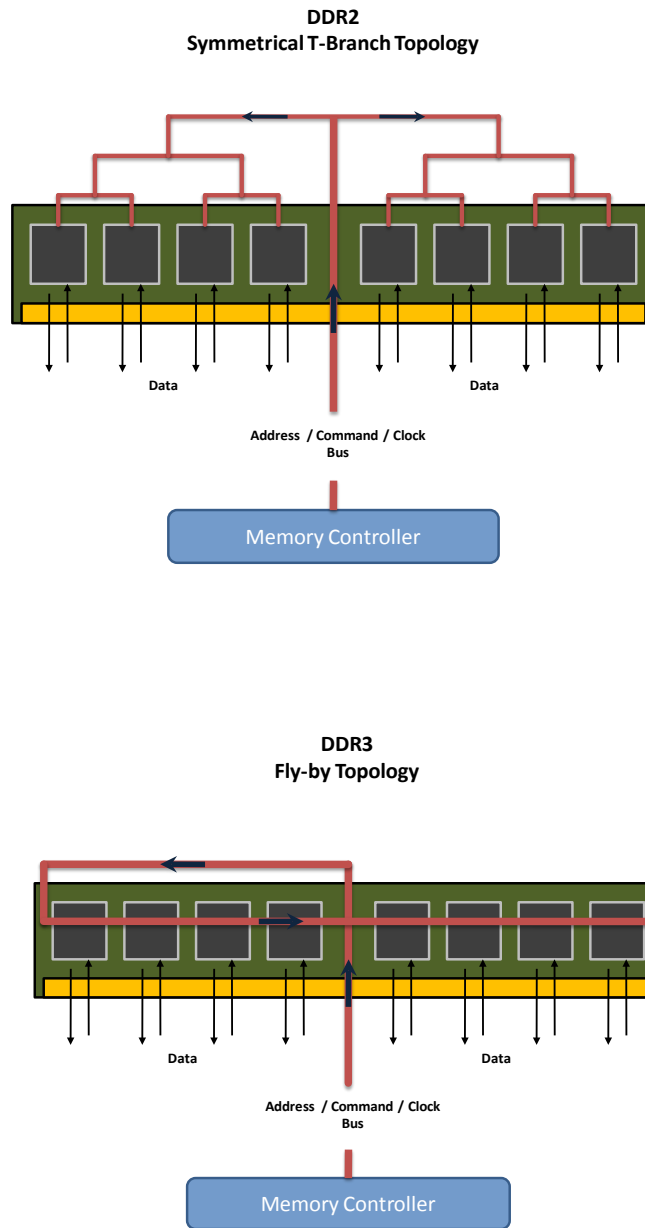 DDR2
Symmetrical T-Branch Topology
Data
Data
Address / Command / Clock
Bus
Memory Controller
DDR3
Fly-by Topology
Data
Data
Address / Command / Clock
Bus
Memory Controller